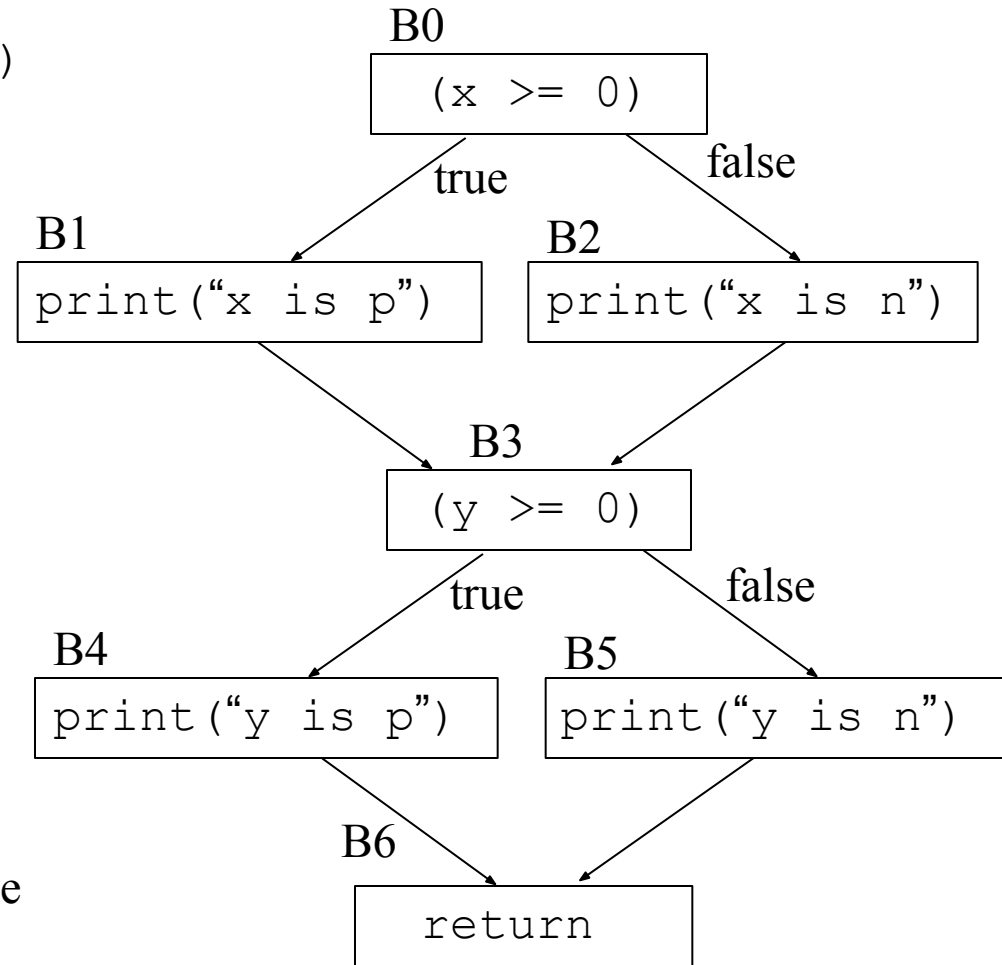 B0
)
(x >= 0)
true
false
B1
B2
print(“x is p”)
print(“x is n”)
B3
(y >= 0)
true
false
B4
B5
print(“y is p”)
print(“y is n”)
B6
e
return